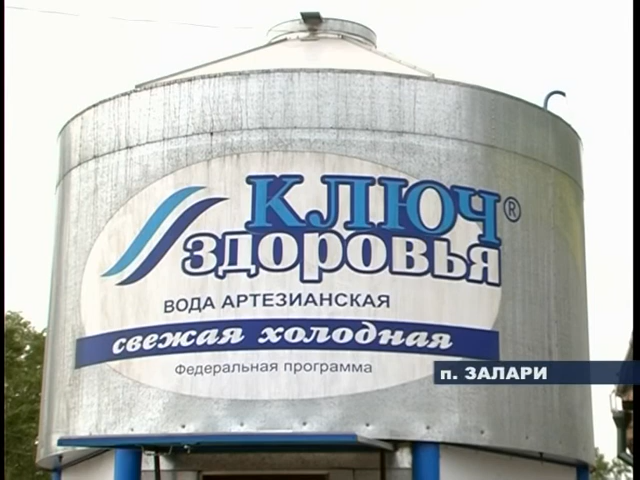 КЛЮЧ®
ЗДОРОВЬЯ
ВОДА АРТЕЗИАНСКАЯ
свежая холодная
Федеральная программа
п. ЗАЛАРИ